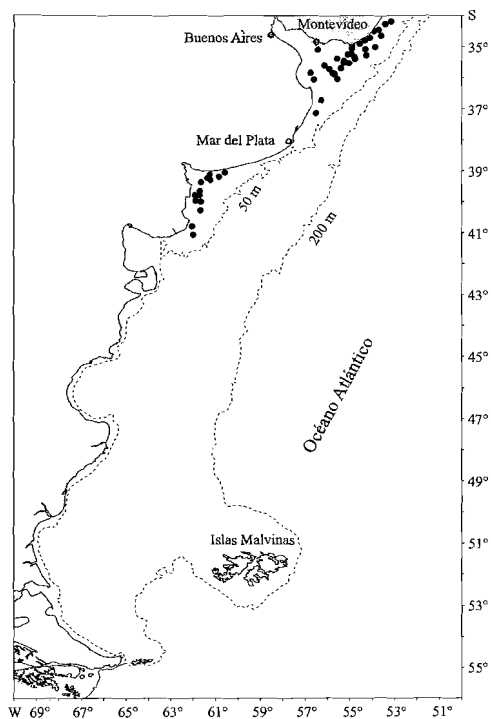 S
Montevideo
Buenos Aires
35°
37°
Mar del Plata
39°
50 m
200 m
41°
43°
45°
Océano Atlántico
47°
49°
Islas Malvinas
51°
53°
55°
W 69° 67° 65° 63° 61° 59° 57° 55° 53° 51°